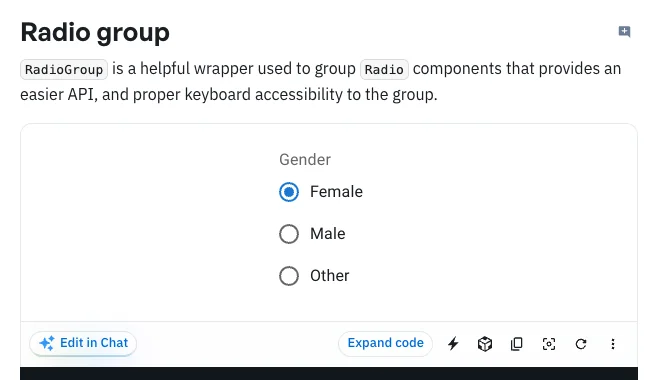 Radio group
RadioGroup is a helpful wrapper used to group Radio components that provides an
easier API, and proper keyboard accessibility to the group.
Gender
Female
Male
Other
Edit in Chat
Expand code